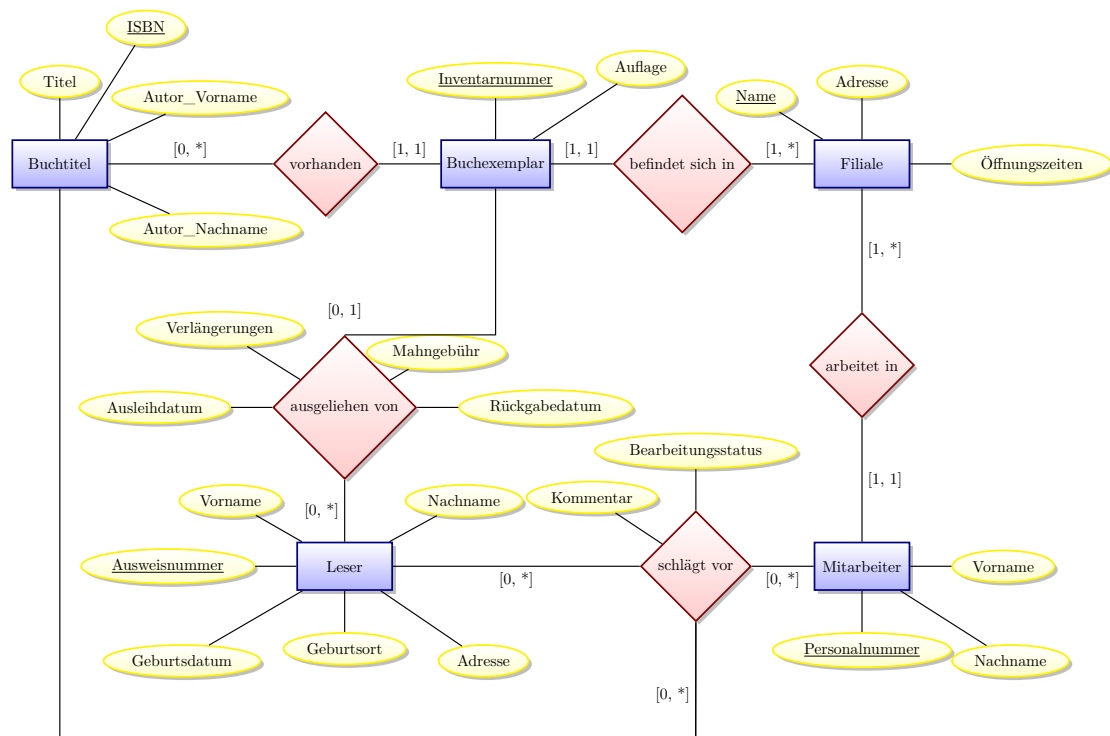 ISBN
Titel
Autor_Vorname
Inventarnummer
Auflage
Name
Adresse
Buchtitel
[0, *]
vorhanden
[1, 1]
Buchexemplar
[1, 1]
befindet sich in
[1, *]
Filiale
Öffnungszeiten
Autor_Nachname
[1, *]
[0, 1]
Verlängerungen
Mahngebühr
arbeitet in
Ausleihdatum
ausgeliehen von
Rückgabedatum
Bearbeitungsstatus
[1, 1]
Vorname
[0, *]
Nachname
Kommentar
Ausweisnummer
Leser
[0, *]
schlägt vor
[0, *]
Mitarbeiter
Vorname
Geburtsdatum
Geburtsort
Adresse
Personalnummer
Nachname
[0, *]